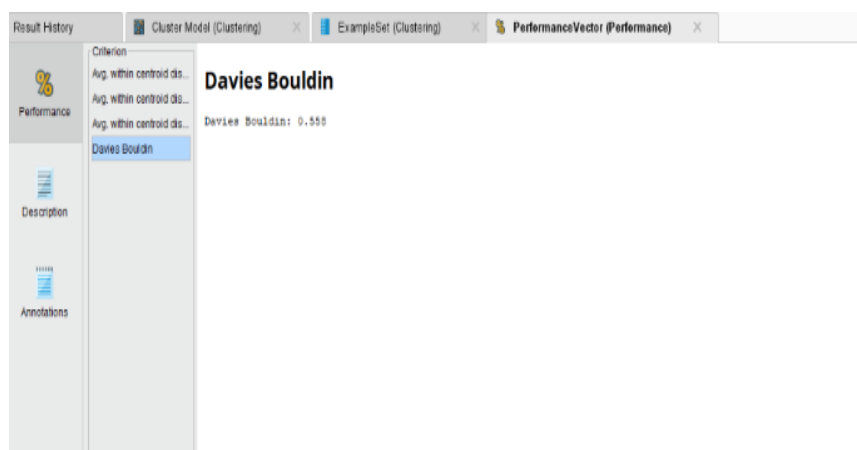 Result History
Cluster Model (Clustering)
ExampleSet (Clustering)
PerformanceVector (Performance)
%
Performance
Description
Annotations
Criterion
Avg. within centroid dis...
Avg. within centroid dis...
Avg. within centroid dis...
Davies Bouldin
Davies Bouldin
Davies Bouldin: 0.558